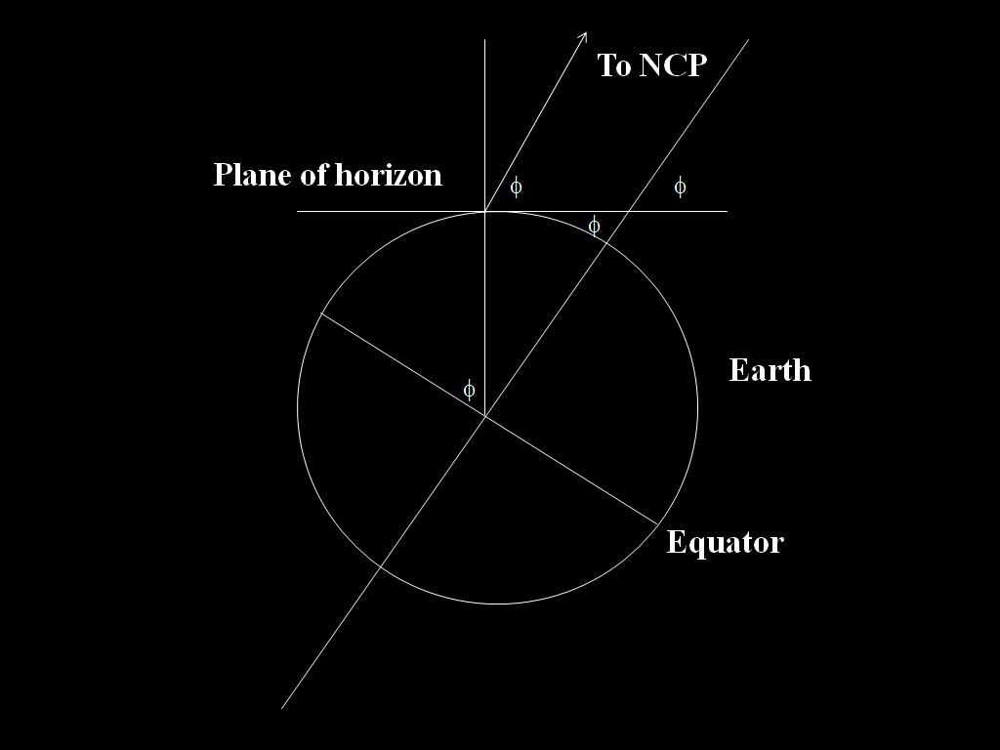 To NCP
Plane of horizon
ϕ
ϕ
ϕ
Earth
ϕ
Equator